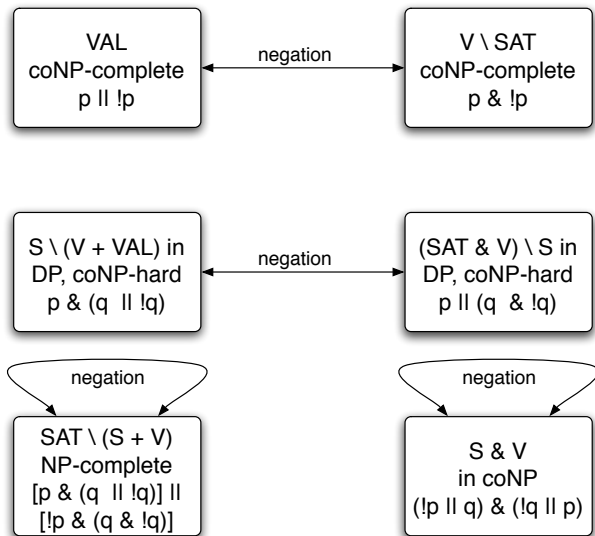 VAL
coNP-complete
p || !p
negation
V \ SAT
coNP-complete
p & !p
S \ (V + VAL) in
DP, coNP-hard
p & (q || !q)
negation
(SAT & V) \ S in
DP, coNP-hard
p || (q & !q)
negation
SAT \ (S + V)
NP-complete
[p & (q || !q)] ||
[!p & (q & !q)]
negation
S & V
in coNP
(!p || q) & (!q || p)